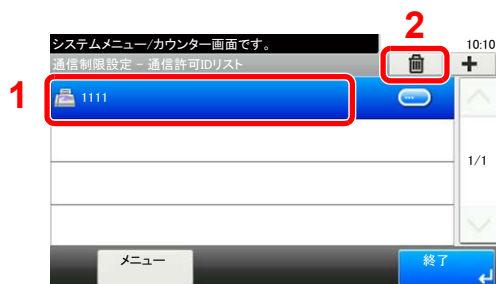 2
システムメニュー/カウンター画面です。
10:10
通信制限設定 - 通信許可IDリスト
1
1111
1/1
メニュー
終了